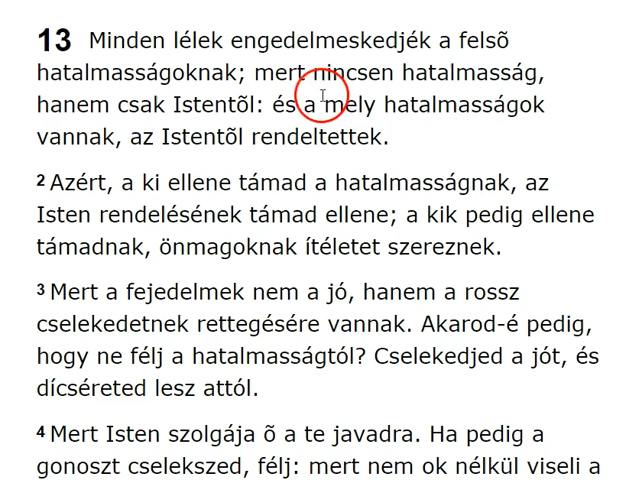 13 Minden lélek engedelmeskedjék a felsõ
hatalmasságoknak; mert nincsen hatalmasság,
hanem csak Istentõl: és a mely hatalmasságok
vannak, az Istentõl rendeltettek.
2 Azért, a ki ellene támad a hatalmasságnak, az
Isten rendelésének támad ellene; a kik pedig ellene
támadnak, önmagoknak ítéletet szereznek.
3 Mert a fejedelmek nem a jó, hanem a rossz
cselekedetnek rettegésére vannak. Akarod-é pedig,
hogy ne félj a hatalmasságtól? Cselekedjed a jót, és
dícséreted lesz attól.
4 Mert Isten szolgája õ a te javadra. Ha pedig a
gonoszt cselekszed, félj: mert nem ok nélkül viseli a